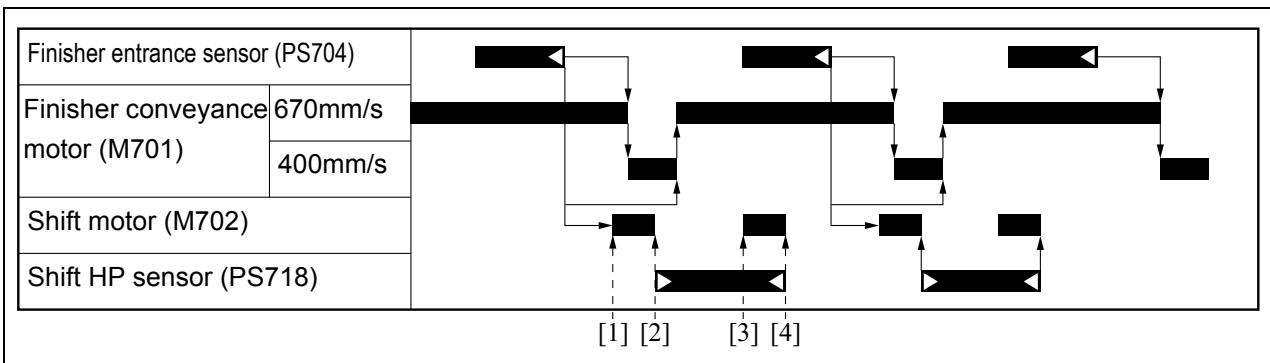 Finisher entrance sensor (PS704)
Finisher conveyance motor (M701)
670mm/s
400mm/s
Shift motor (M702)
Shift HP sensor (PS718)
[1] [2] [3] [4]